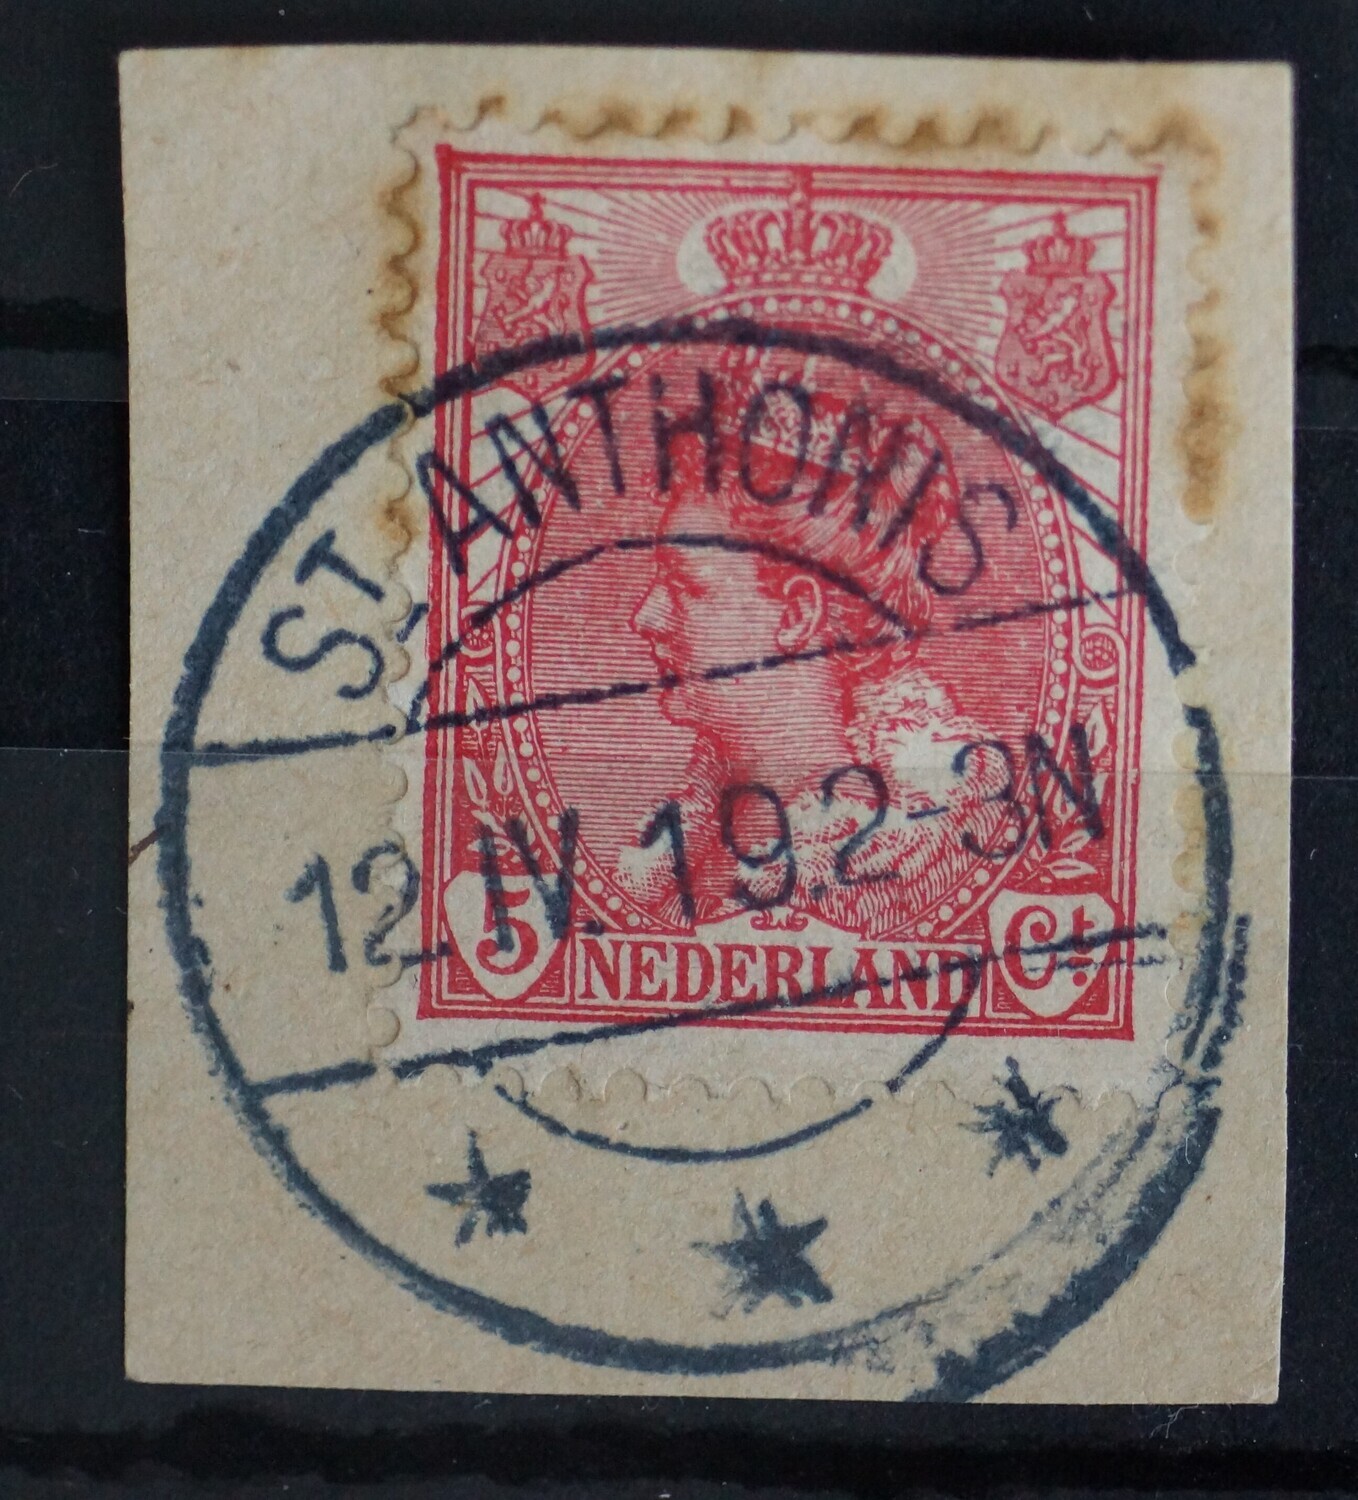 ST. ANTHONIS
12. IV. 19.2-3N
5 NEDERLAND Ct.